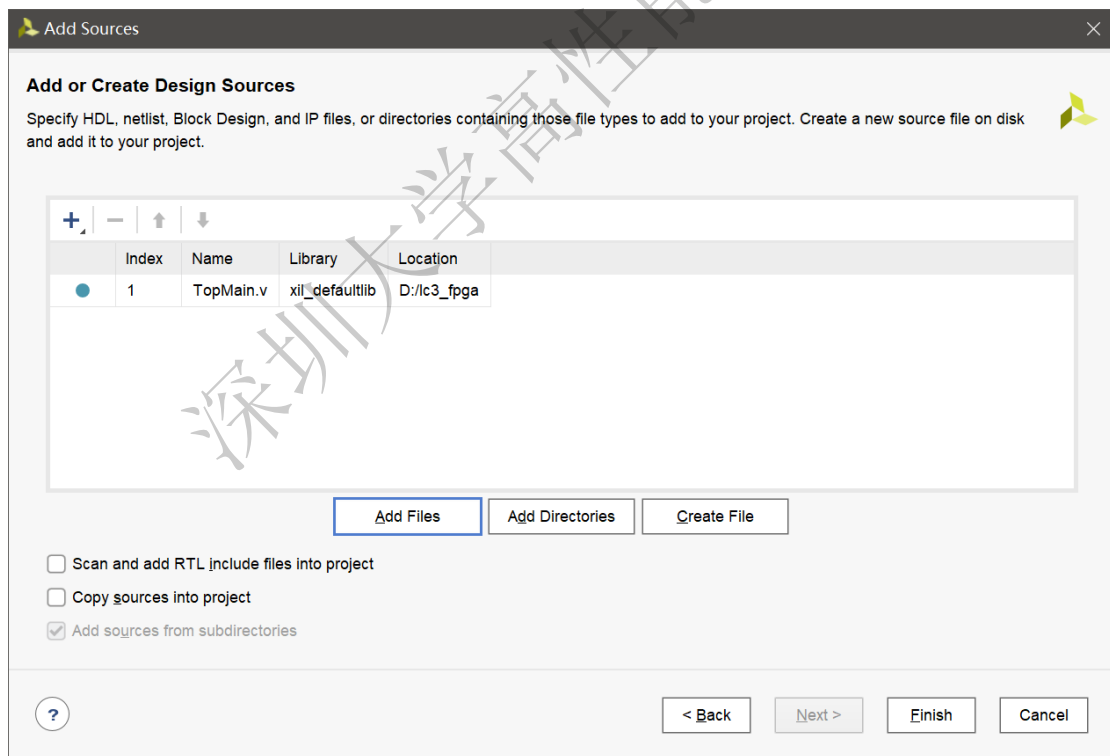 Add Sources
Add or Create Design Sources
Specify HDL, netlist, Block Design, and IP files, or directories containing those file types to add to your project. Create a new source file on disk
and add it to your project.
Index Name Library Location
1 TopMain.v xil_defaultlib D:/lc3_fpga
Add Files Add Directories Create File
Scan and add RTL include files into project
Copy sources into project
Add sources from subdirectories
? < Back Next > Finish Cancel
深圳大学高性